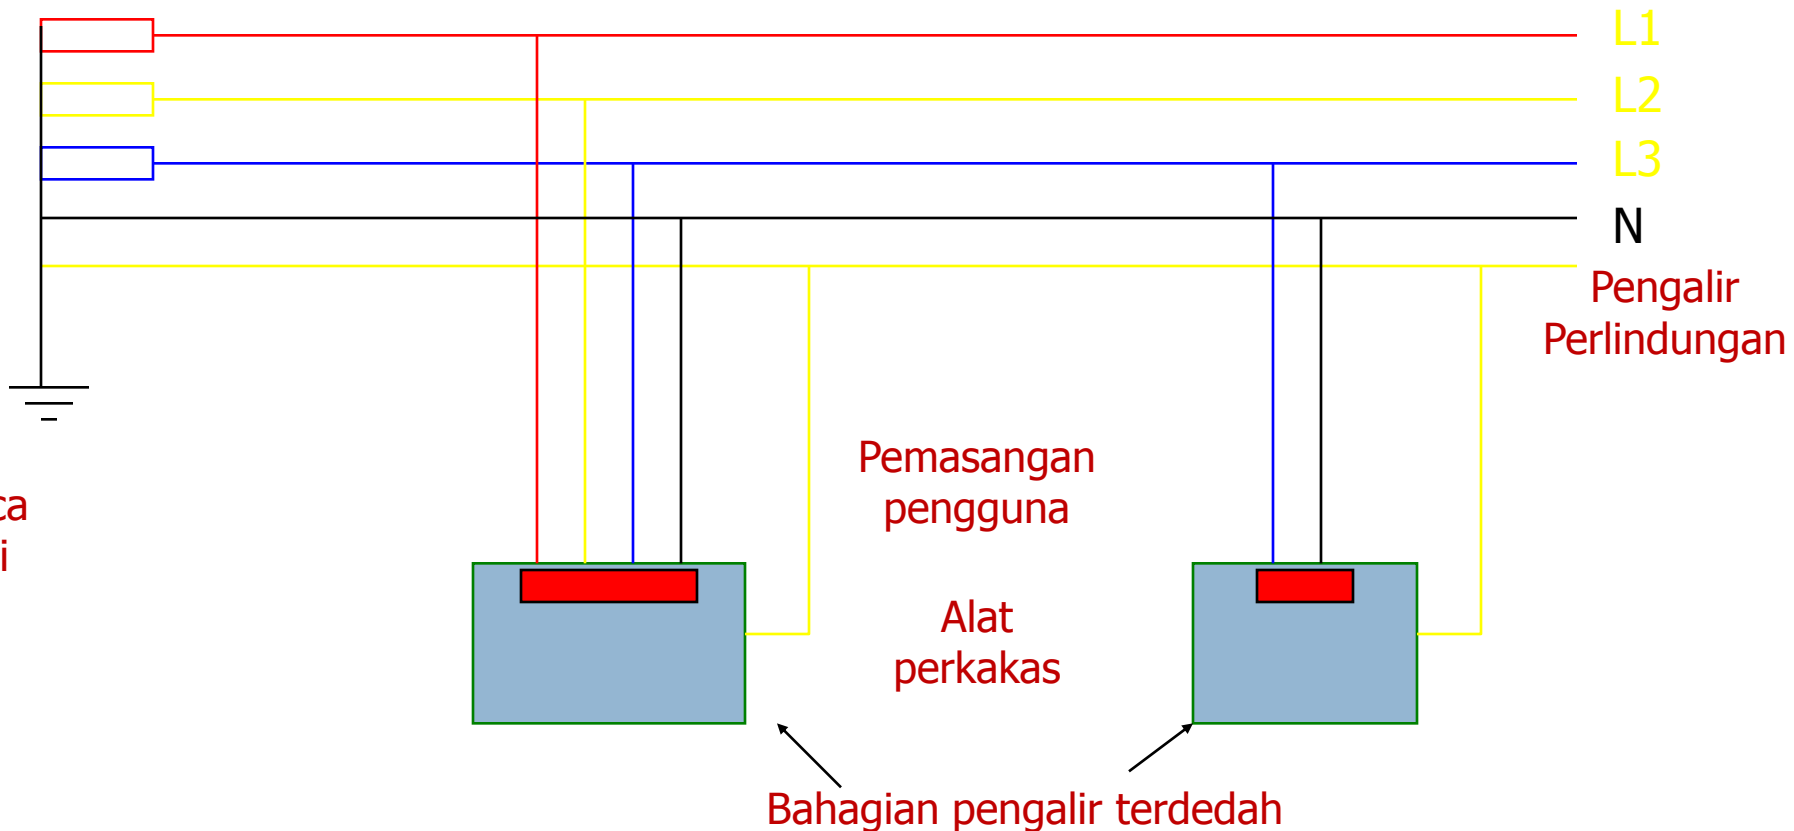 L1
L2
L3
N
Pengalir
Perlindungan
Pemasangan
pengguna
Alat
perkakas
Bahagian pengalir terdedah